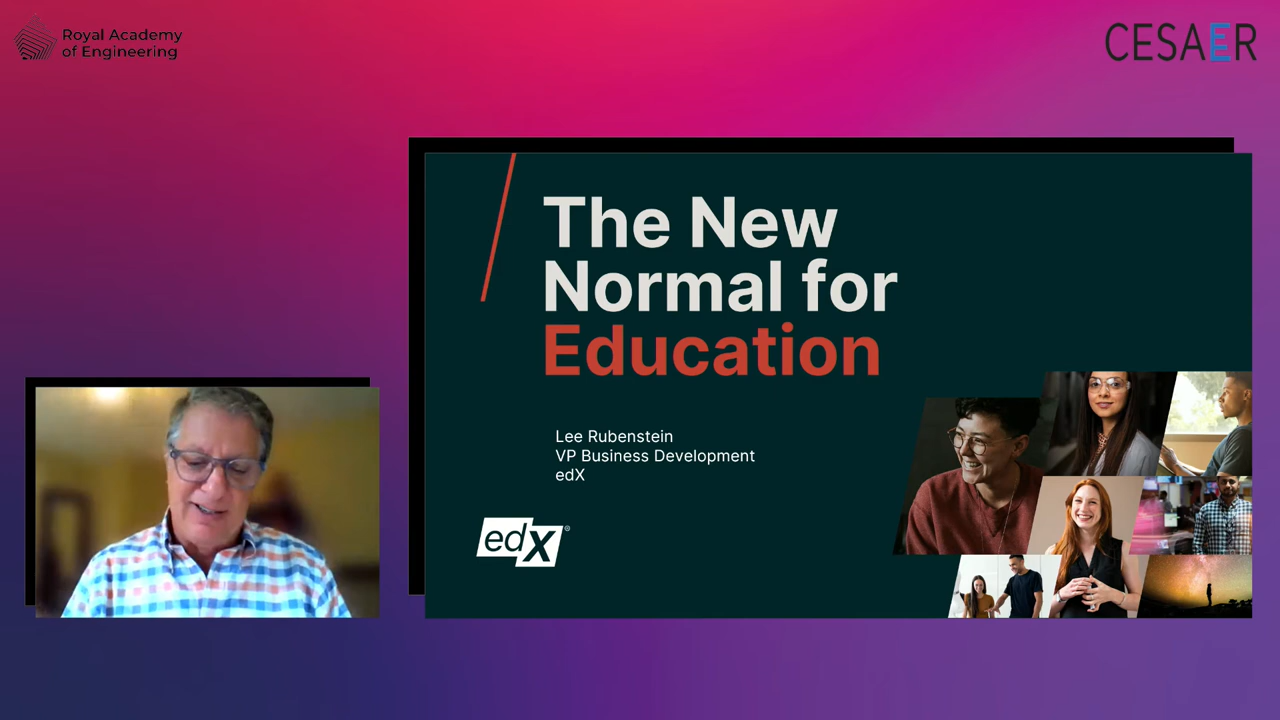 Royal Academy
of Engineering
CESAER
The New
Normal for
Education
Lee Rubenstein
VP Business Development
edX
edX®